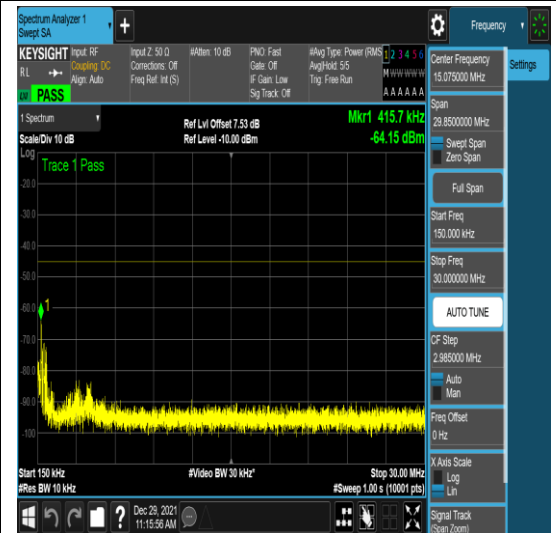 Spectrum Analyzer 1
Swept SA
+
Frequency
KEYSIGHT
RL
PASS
Input: RF
Coupling: DC
Align: Auto
Input Z: 50 Ω
Corrections: Off
Freq Ref: Int (S)
#Atten: 10 dB
PNO: Fast
Gate: Off
IF Gain: Low
Sig Track: Off
#Avg Type: Power (RMS
Avg|Hold: 5/5
Trig: Free Run
1 2 3 4 5 6
M W W W W W
A A A A A A
1 Spectrum
Scale/Div 10 dB
Ref Lvl Offset 7.53 dB
Ref Level -10.00 dBm
Mkr1 415.7 kHz
-64.15 dBm
Log
Trace 1 Pass
-20.0
-30.0
-40.0
-50.0
-60.0
-70.0
-80.0
-90.0
-100
1
Start 150 kHz
#Res BW 10 kHz
#Video BW 30 kHz*
Stop 30.00 MHz
#Sweep 1.00 s (10001 pts)
Dec 29, 2021
11:15:56 AM
?
Settings
Center Frequency
15.075000 MHz
Span
29.8500000 MHz
Swept Span
Zero Span
Full Span
Start Freq
150.000 kHz
Stop Freq
30.000000 MHz
AUTO TUNE
CF Step
2.985000 MHz
Auto
Man
Freq Offset
0 Hz
X Axis Scale
Log
Lin
Signal Track
(Span Zoom)